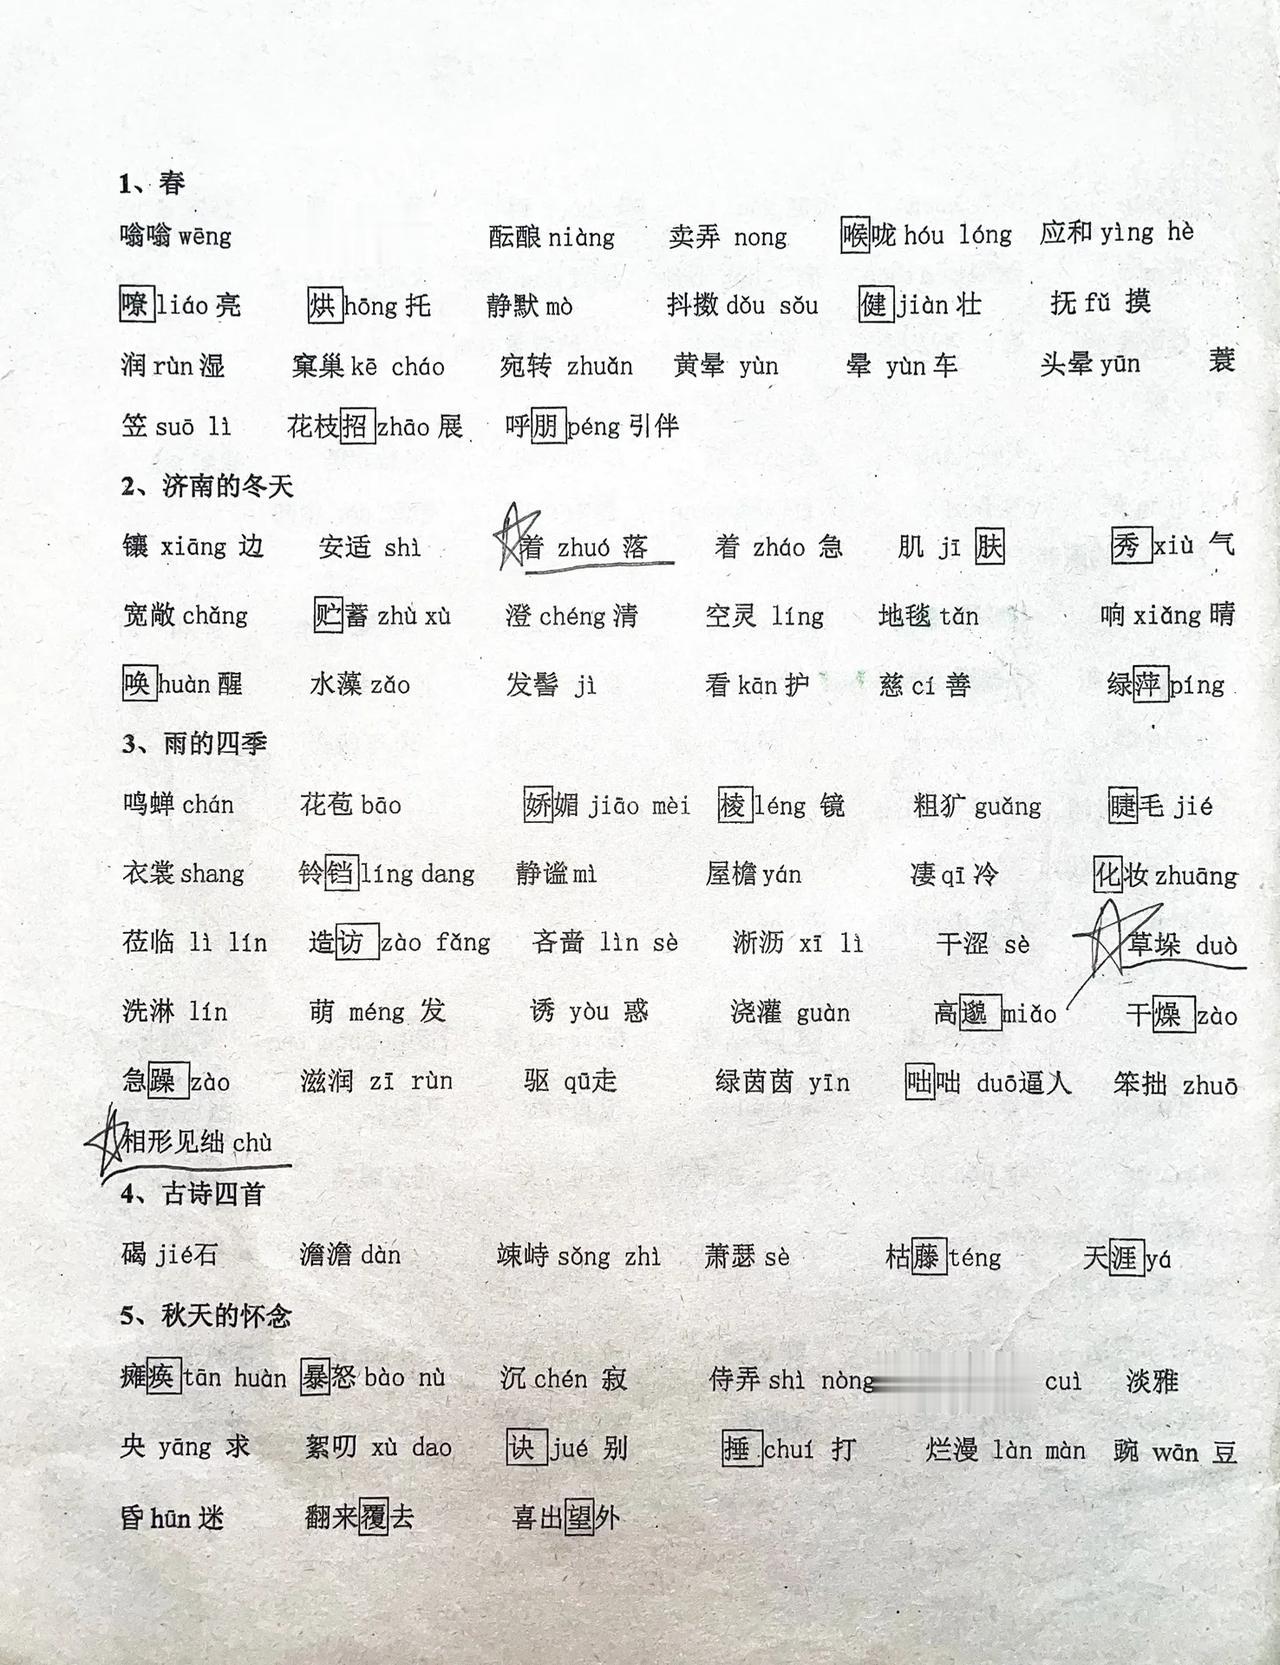 1、春
嗡嗡 wēng 酝酿 niàng 卖弄 nong 喉咙 hóu lóng 应和 yìng hè
嘹 liáo 亮 烘 hōng 托 静默 mò 抖擞 dǒu sǒu 健 jiàn 壮 抚 fǔ 摸
润 rùn 湿 窠巢 kē cháo 宛转 zhuǎn 黄晕 yùn 晕 yùn 车 头晕 yūn 蓑
笠 suō lì 花枝招 zhāo 展 呼朋 péng 引伴
2、济南的冬天
镶 xiāng 边 安适 shì 着 zhuó 落 着 zháo 急 肌 jī 肤 秀 xiù 气
宽敞 chǎng 贮蓄 zhù xù 澄 chéng 清 空灵 líng 地毯 tǎn 响 xiǎng 晴
唤 huàn 醒 水藻 zǎo 发髻 jì 看 kān 护 慈 cí 善 绿萍 píng
3、雨的四季
鸣蝉 chán 花苞 bāo 娇媚 jiāo mèi 棱 léng 镜 粗犷 guǎng 睫毛 jié
衣裳 shang 铃铛 líng dang 静谧 mì 屋檐 yán 凄 qī 冷 化妆 zhuāng
莅临 lì lín 造访 zào fǎng 吝啬 lìn sè 淅沥 xī lì 干涩 sè 草垛 duò
洗淋 lín 萌 méng 发 诱 yòu 惑 浇灌 guàn 高邈 miǎo 干燥 zào
急躁 zào 滋润 zī rùn 驱 qū走 绿茵茵 yīn 咄咄 duō逼人 笨拙 zhuō
相形见绌 chù
4、古诗四首
碣 jié石 澹澹 dàn 竦峙 sǒng zhì 萧瑟 sè 枯藤 téng 天涯 yá
5、秋天的怀念
瘫痪 tān huàn 暴怒 bào nù 沉 chén 寂 侍弄 shì nòng cuì 淡雅
央 yāng 求 絮叨 xù dao 诀 jué 别 捶 chuí 打 烂漫 làn màn 豌 wān 豆
昏 hūn 迷 翻来覆去 喜出望外